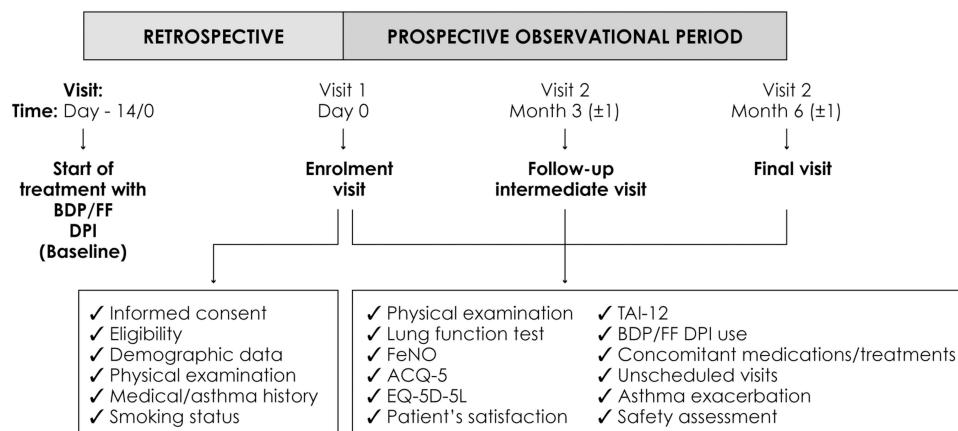 RETROSPECTIVE
PROSPECTIVE OBSERVATIONAL PERIOD
Visit:
Time: Day - 14/0
Start of
treatment with
BDP/FF
DPI
(Baseline)
Visit 1
Day 0
Enrolment
visit
Visit 2
Month 3 (±1)
Follow-up
intermediate visit
Visit 2
Month 6 (±1)
Final visit
✓ Informed consent
✓ Eligibility
✓ Demographic data
✓ Physical examination
✓ Medical/asthma history
✓ Smoking status
✓ Physical examination
✓ Lung function test
✓ FeNO
✓ ACQ-5
✓ EQ-5D-5L
✓ Patient's satisfaction
✓ TAI-12
✓ BDP/FF DPI use
✓ Concomitant medications/treatments
✓ Unscheduled visits
✓ Asthma exacerbation
✓ Safety assessment